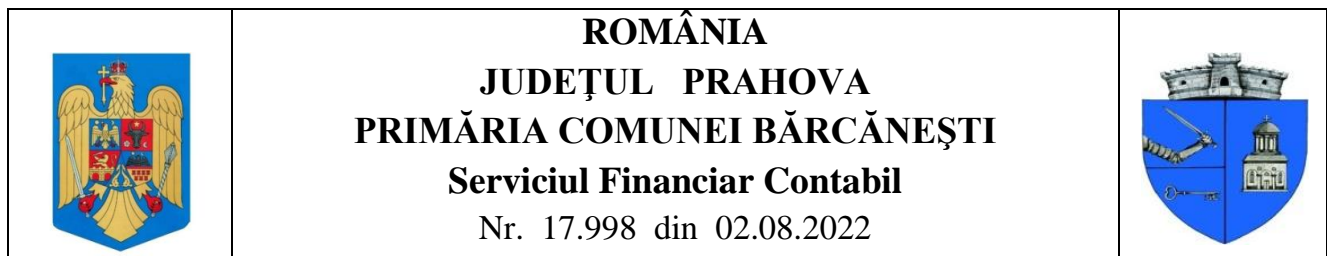 ROMÂNIA
JUDEŢUL PRAHOVA
PRIMĂRIA COMUNEI BĂRCĂNEŞTI
Serviciul Financiar Contabil
Nr. 17.998 din 02.08.2022